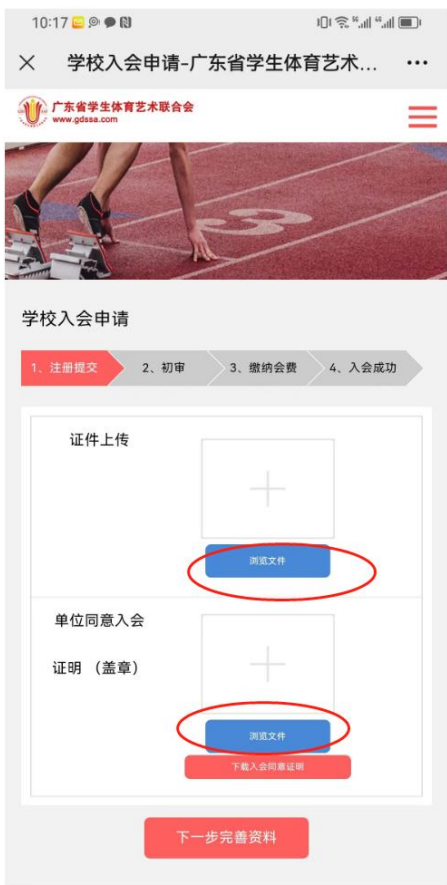 10:17
学校入会申请-广东省学生体育艺术...
广东省学生体育艺术联合会
www.gdssa.com
学校入会申请
1、注册提交 2、初审 3、缴纳会费 4、入会成功
证件上传
浏览文件
单位同意入会
证明 （盖章）
浏览文件
下载入会同意证明
下一步完善资料